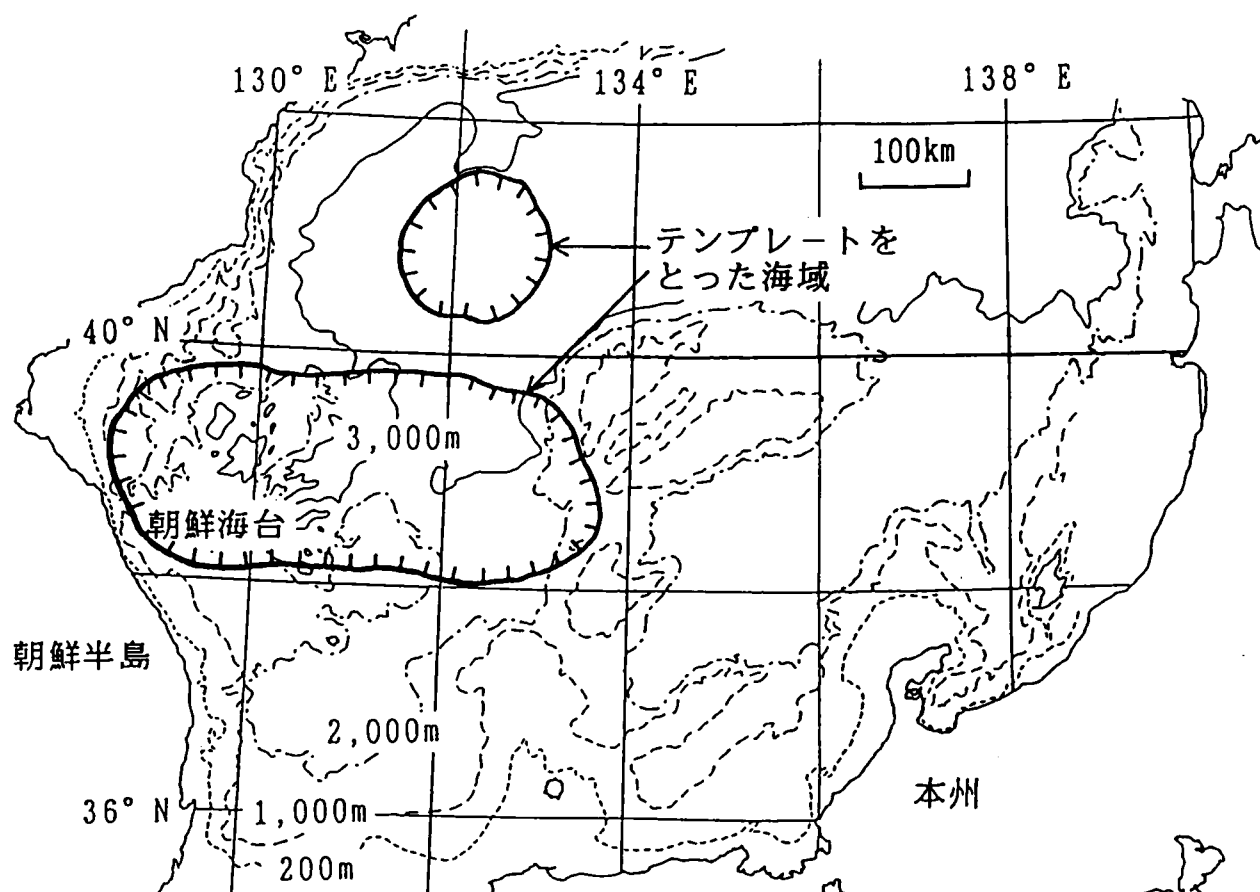 130° E
134° E
138° E
100km
テンプレートを
とった海域
40° N
3,000m
朝鮮海台
朝鮮半島
2,000m
36° N
1,000m
本州
200m